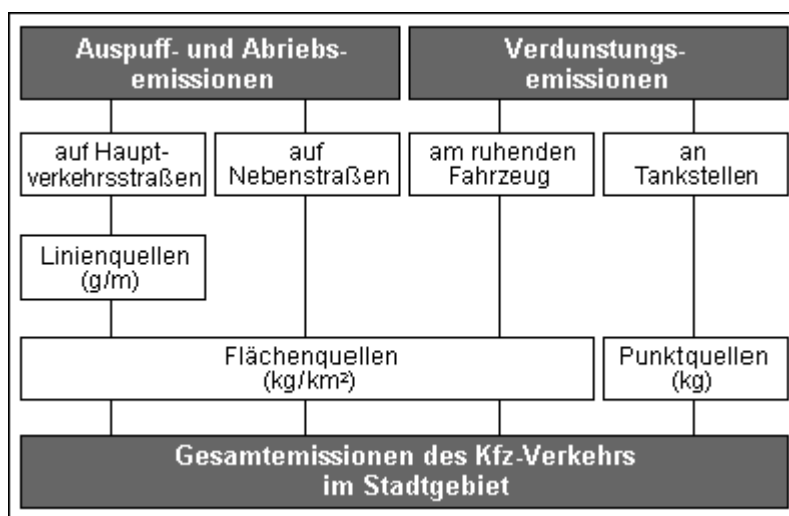 Auspuff- und Abriebs-
emissionen
Verdunstungs-
emissionen
auf Haupt-
verkehrsstraßen
auf
Nebenstraßen
am ruhenden
Fahrzeug
an
Tankstellen
Linienquellen
(g/m)
Flächenquellen
(kg/km²)
Punktquellen
(kg)
Gesamtemissionen des Kfz-Verkehrs
im Stadtgebiet